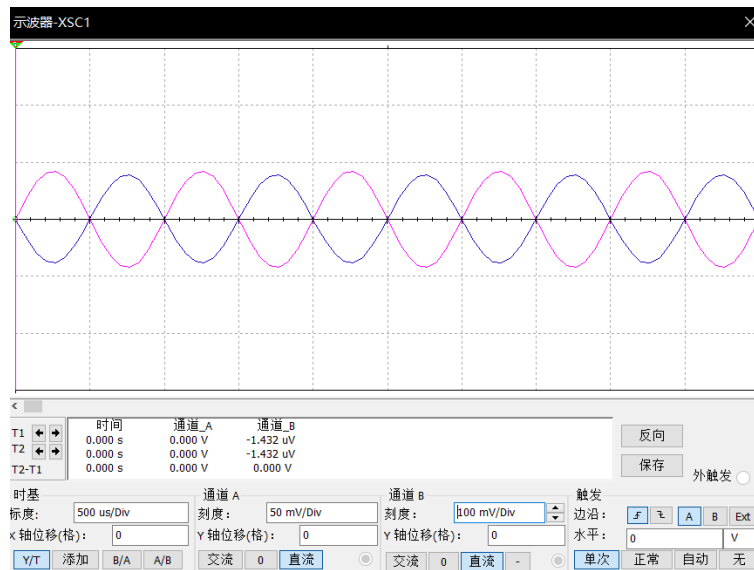 示波器-XSC1
时间 通道_A 通道_B
T1 0.000 s 0.000 V -1.432 uV
T2 0.000 s 0.000 V -1.432 uV
T2-T1 0.000 s 0.000 V 0.000 V
反向
保存
外触发
时基 通道 A 通道 B 触发
标度: 500 us/Div 刻度: 50 mV/Div 刻度: 100 mV/Div 边沿: A B Ext
X 轴位移(格): 0 Y 轴位移(格): 0 Y 轴位移(格): 0 水平: 0 V
Y/T 添加 B/A A/B 交流 0 直流 交流 0 直流 - 单次 正常 自动 无